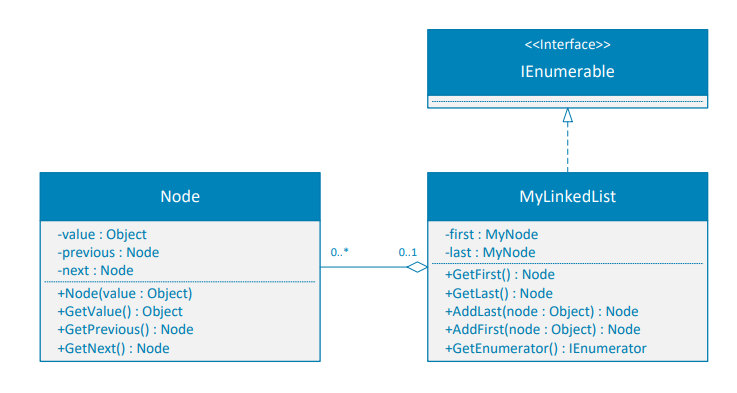 <<Interface>>
IEnumerable
Node
-value : Object
-previous : Node
-next : Node
+Node(value : Object)
+GetValue() : Object
+GetPrevious() : Node
+GetNext() : Node
0..*
0..1
MyLinkedList
-first : MyNode
-last : MyNode
+GetFirst() : Node
+GetLast() : Node
+AddLast(node : Object) : Node
+AddFirst(node : Object) : Node
+GetEnumerator() : IEnumerator